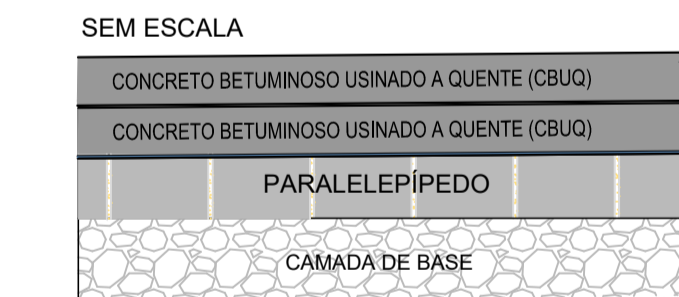 SEM ESCALA
CONCRETO BETUMINOSO USINADO A QUENTE (CBUQ)
CONCRETO BETUMINOSO USINADO A QUENTE (CBUQ)
PARALELEPÍPEDO
CAMADA DE BASE